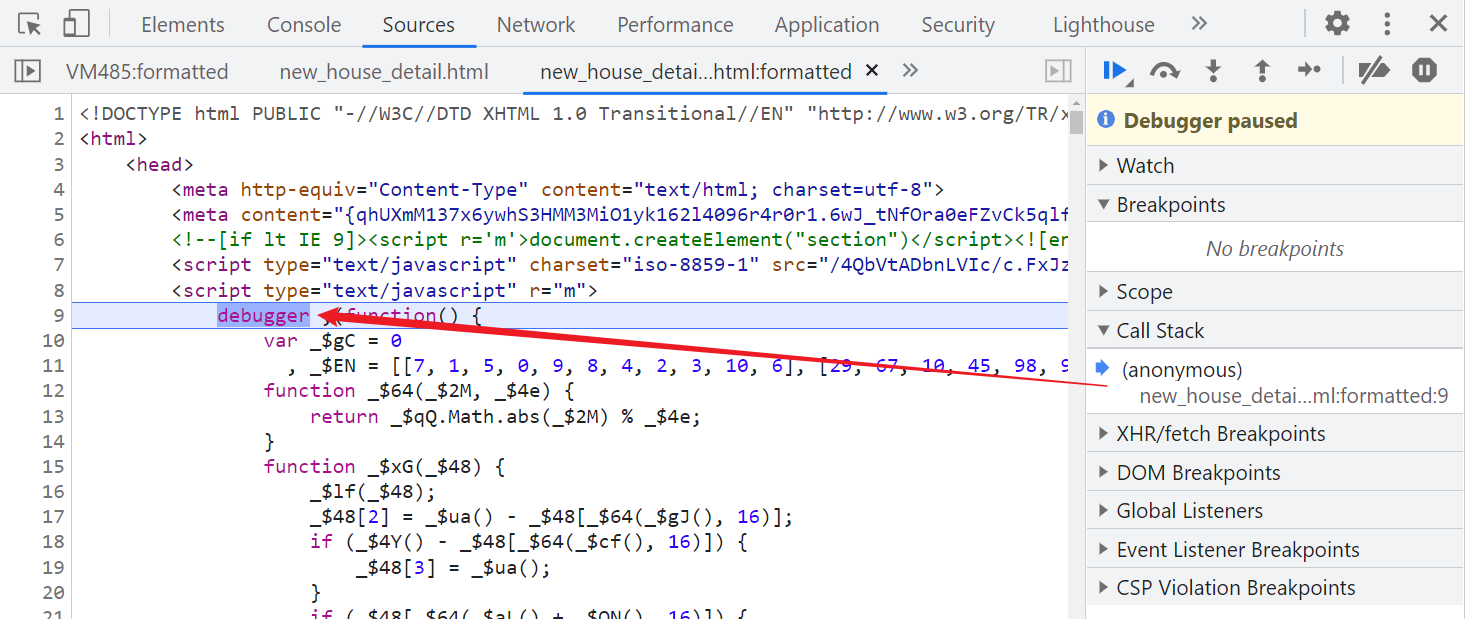 Elements Console Sources Network Performance Application Security Lighthouse
VM485:formatted new_house_detail.html new_house_detai...html:formatted
1 <!DOCTYPE html PUBLIC "-//W3C//DTD XHTML 1.0 Transitional//EN" "http://www.w3.org/TR/x
2 <html>
3 <head>
4 <meta http-equiv="Content-Type" content="text/html; charset=utf-8">
5 <meta content="{qhUXmM137x6ywhS3HMM3MiO1yk162l4096r4r0r1.6wJ_tNfOra0eFZvCk5qlf
6 <!--[if lt IE 9]><script r='m'>document.createElement("section")</script><![en
7 <script type="text/javascript" charset="iso-8859-1" src="/4QbVtADbnLVIc/c.FxJz
8 <script type="text/javascript" r="m">
9 debugger ;(function() {
10 var _$gC = 0
11 , _$EN = [[7, 1, 5, 0, 9, 8, 4, 2, 3, 10, 6], [29, 67, 10, 45, 98, 9
12 function _$64(_$2M, _$4e) {
13 return _$qQ.Math.abs(_$2M) % _$4e;
14 }
15 function _$xG(_$48) {
16 _$lf(_$48);
17 _$48[2] = _$ua() - _$48[_$64(_$gJ(), 16)];
18 if (_$4Y() - _$48[_$64(_$cf(), 16)]) {
19 _$48[3] = _$ua();
20 }
21 if (_$48[_$64(_$aL() + _$QN(), 16)]) {
Debugger paused
Watch
Breakpoints
No breakpoints
Scope
Call Stack
(anonymous)
new_house_detai...ml:formatted:9
XHR/fetch Breakpoints
DOM Breakpoints
Global Listeners
Event Listener Breakpoints
CSP Violation Breakpoints